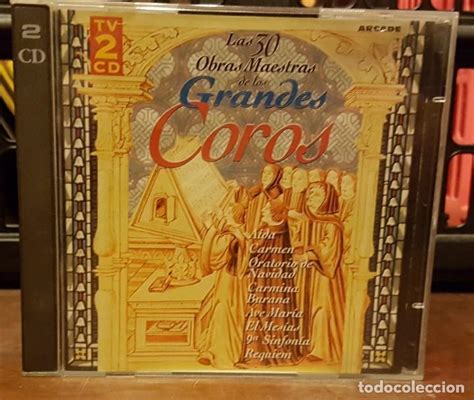 2
CD
TV
2
CD
ARCADE
Las 30
Obras Maestras
de los
Grandes
Coros
Aida
Carmen
Oratorio de
Navidad
Carmina
Burana
Ave María
El Mesías
9ª Sinfonía
Requiem
todocoleccion